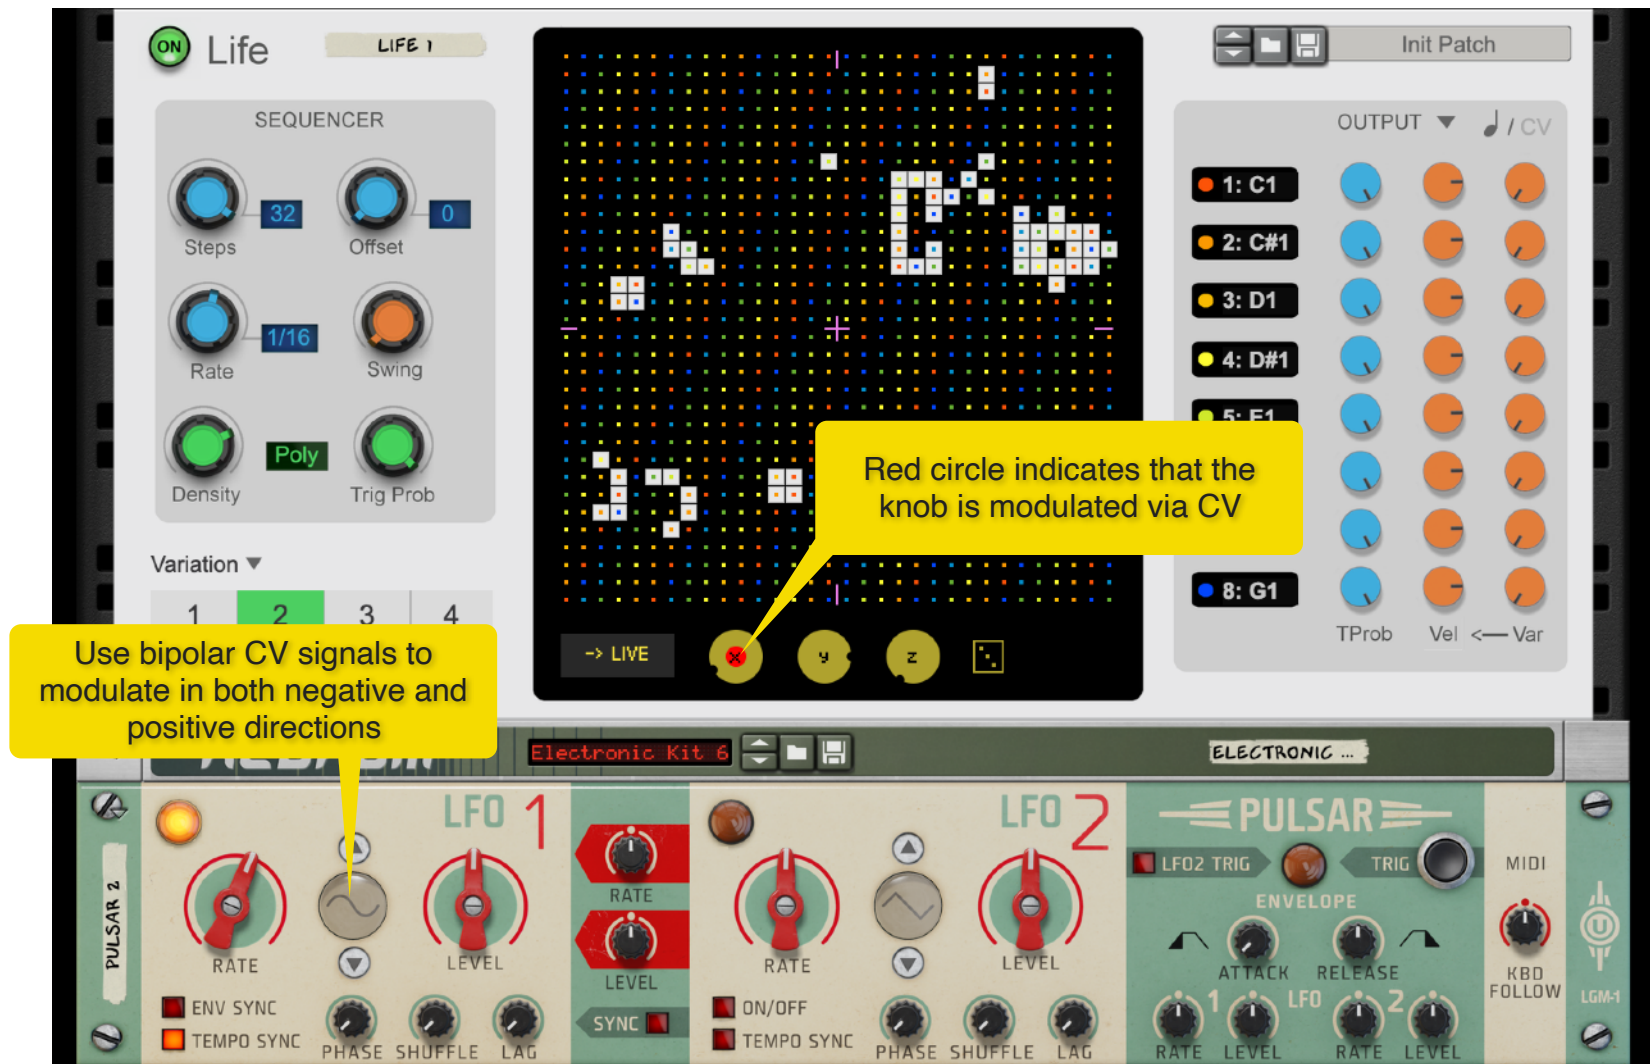 ON Life
LIFE 1
Init Patch
SEQUENCER
32
0
Steps
Offset
1/16
Rate
Swing
Poly
Density
Trig Prob
Variation
1 2 3 4
-> LIVE
x y z
OUTPUT
/ CV
1: C1
2: C#1
3: D1
4: D#1
5: E1
8: G1
TProb Vel <— Var
Red circle indicates that the
knob is modulated via CV
Use bipolar CV signals to
modulate in both negative and
positive directions
Electronic Kit 6
ELECTRONIC ...
PULSAR 2
LFO 1
RATE
LEVEL
ENV SYNC
TEMPO SYNC
PHASE SHUFFLE LAG
RATE
LEVEL
SYNC
LFO 2
RATE
LEVEL
ON/OFF
TEMPO SYNC
PHASE SHUFFLE LAG
PULSAR
LFO2 TRIG
TRIG
ENVELOPE
ATTACK RELEASE
1 LFO 2
RATE LEVEL RATE LEVEL
MIDI
KBD
FOLLOW
U
LGM-1